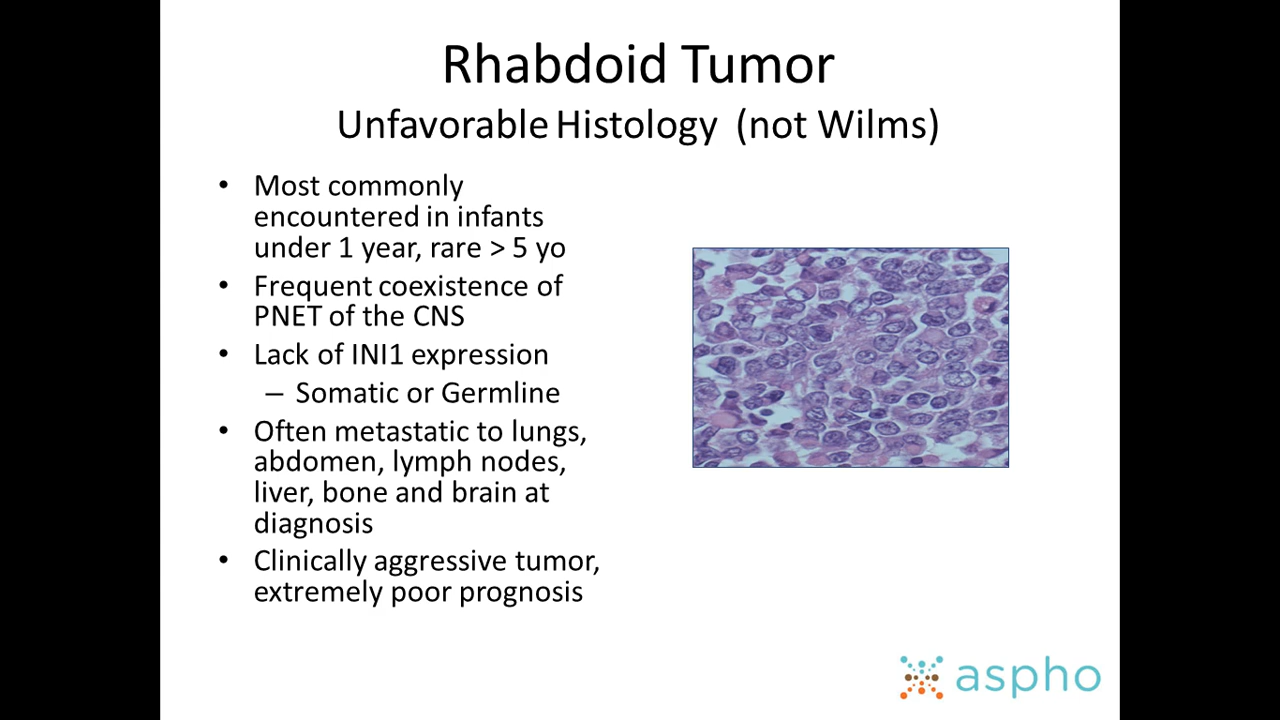 Rhabdoid Tumor
Unfavorable Histology (not Wilms)
• Most commonly
encountered in infants
under 1 year, rare > 5 yo
• Frequent coexistence of
PNET of the CNS
• Lack of INI1 expression
– Somatic or Germline
• Often metastatic to lungs,
abdomen, lymph nodes,
liver, bone and brain at
diagnosis
• Clinically aggressive tumor,
extremely poor prognosis
aspho